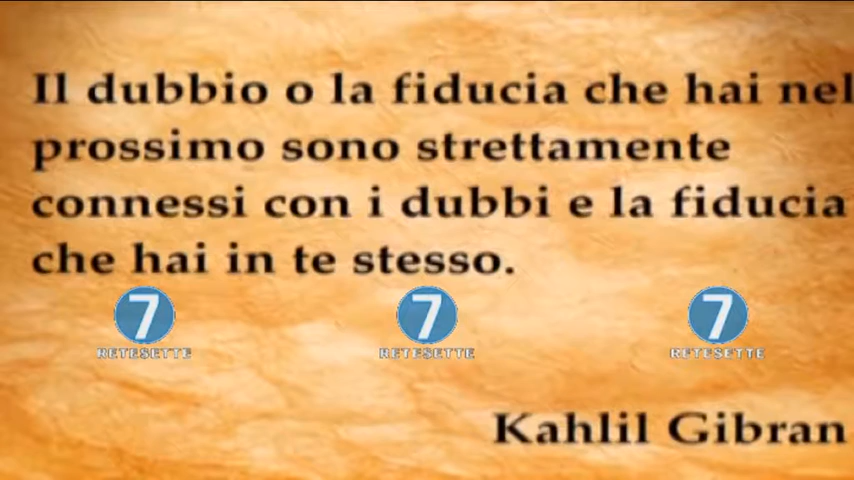 Il dubbio o la fiducia che hai nel
prossimo sono strettamente
connessi con i dubbi e la fiducia
che hai in te stesso.
7 7 7
RETESETTE RETESETTE RETESETTE
Kahlil Gibran